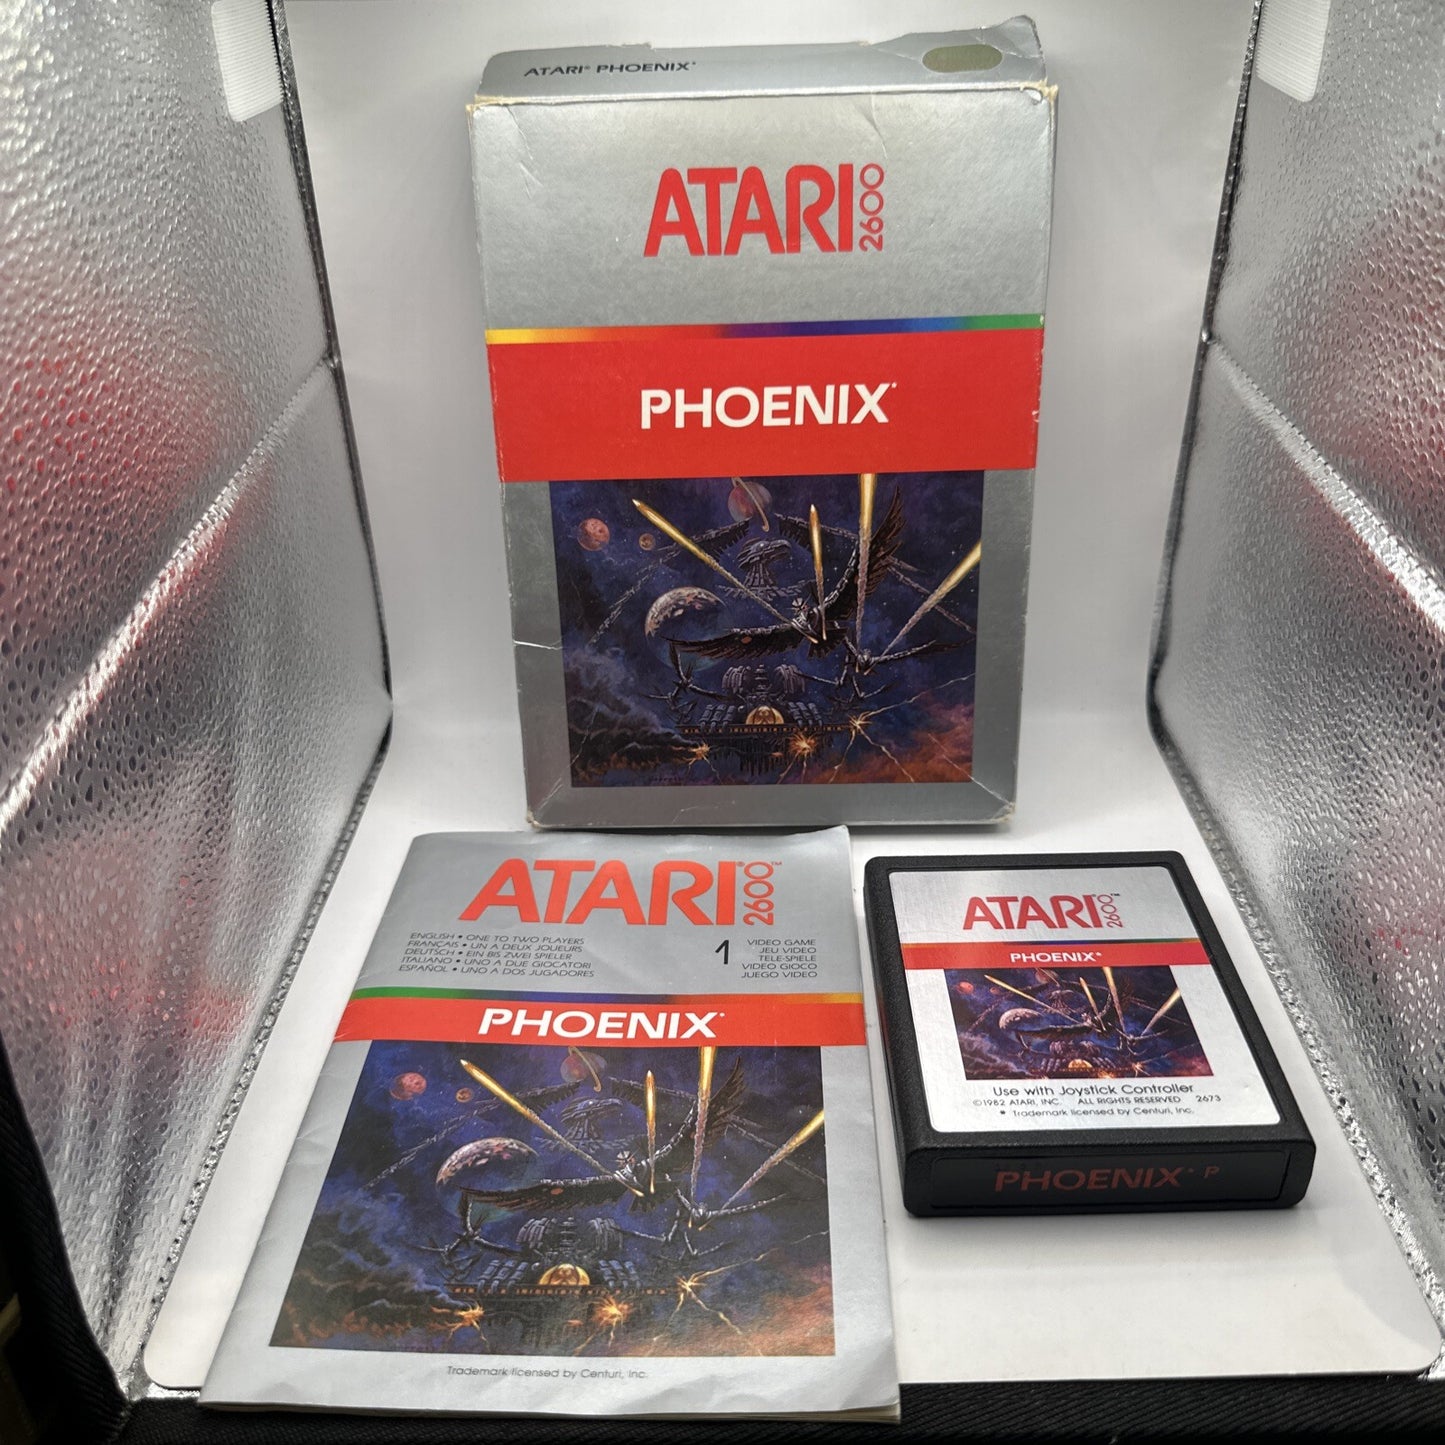 ATARI® PHOENIX*
ATARI 2600
PHOENIX*
ATARI® 2600™
ENGLISH • ONE TO TWO PLAYERS
FRANÇAIS • UN A DEUX JOUEURS
DEUTSCH • EIN BIS ZWEI SPIELER
ITALIANO • UNO A DUE GIOCATORI
ESPAÑOL • UNO A DOS JUGADORES
1
VIDEO GAME
JEU VIDEO
TELE-SPIELE
VIDEO GIOCO
JUEGO VIDEO
PHOENIX*
Trademark licensed by Centuri, Inc.
ATARI® 2600™
PHOENIX*
Use with Joystick Controller
©1982 ATARI, INC. ALL RIGHTS RESERVED 2673
* Trademark licensed by Centuri, Inc.
PHOENIX* P